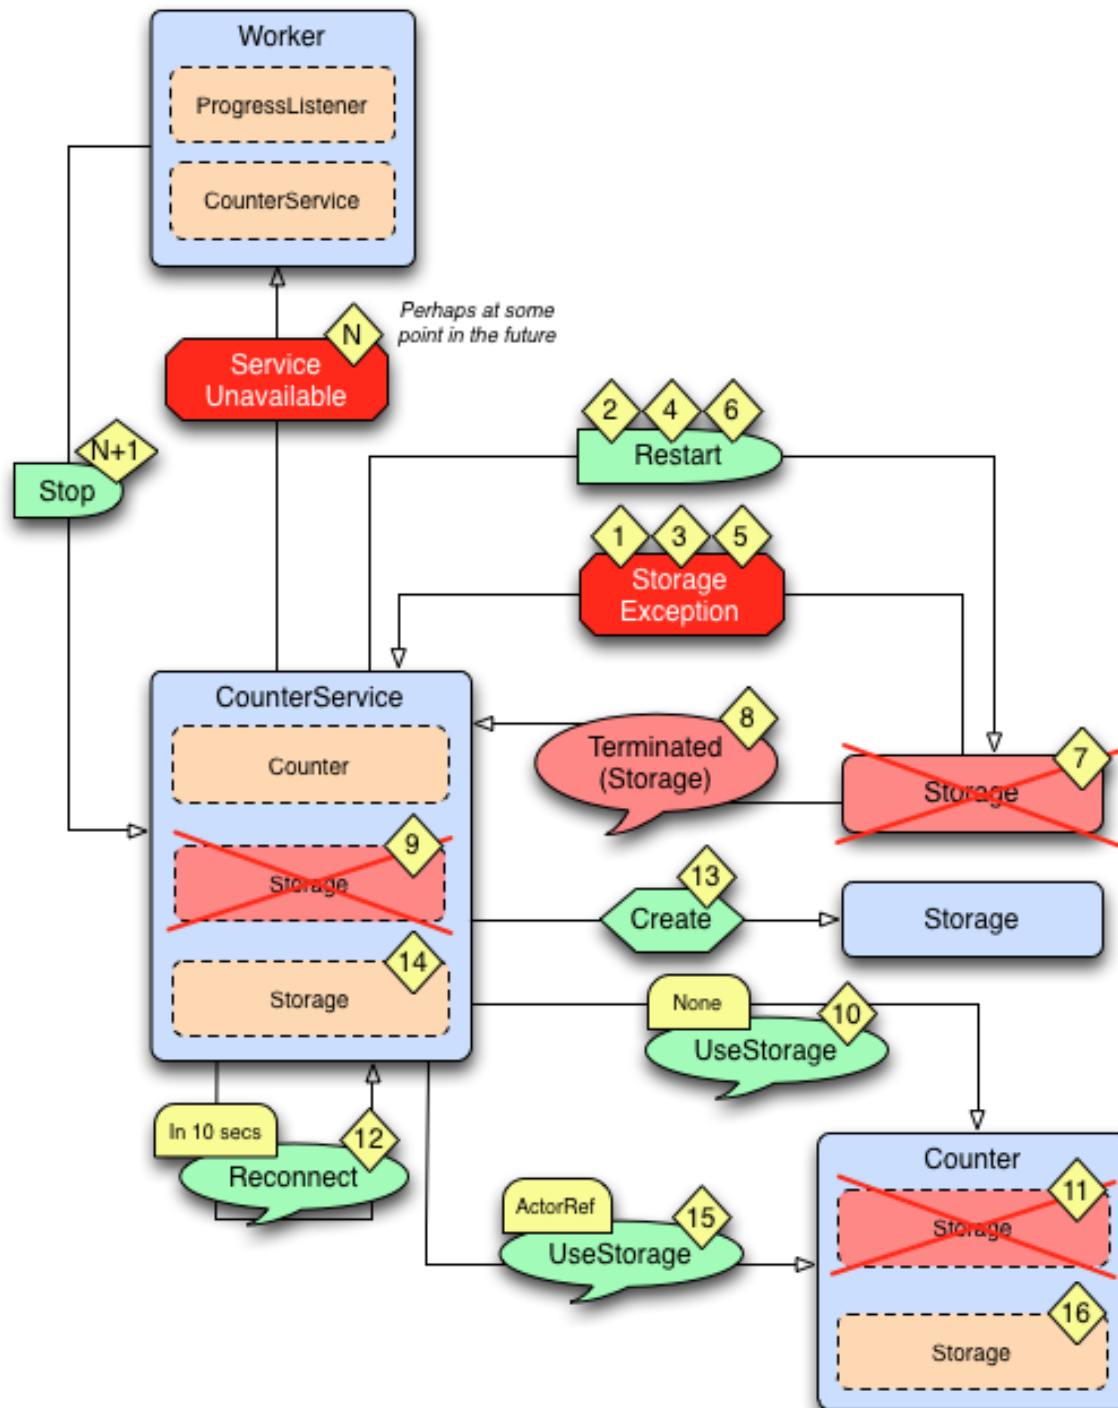 Worker
ProgressListener
CounterService
Perhaps at some
point in the future
N
Service
Unavailable
N+1
Stop
2
4
6
Restart
1
3
5
Storage
Exception
CounterService
Counter
9
Storage
14
Storage
8
Terminated
(Storage)
7
Storage
13
Create
Storage
None
10
UseStorage
In 10 secs
12
Reconnect
ActorRef
15
UseStorage
Counter
11
Storage
16
Storage